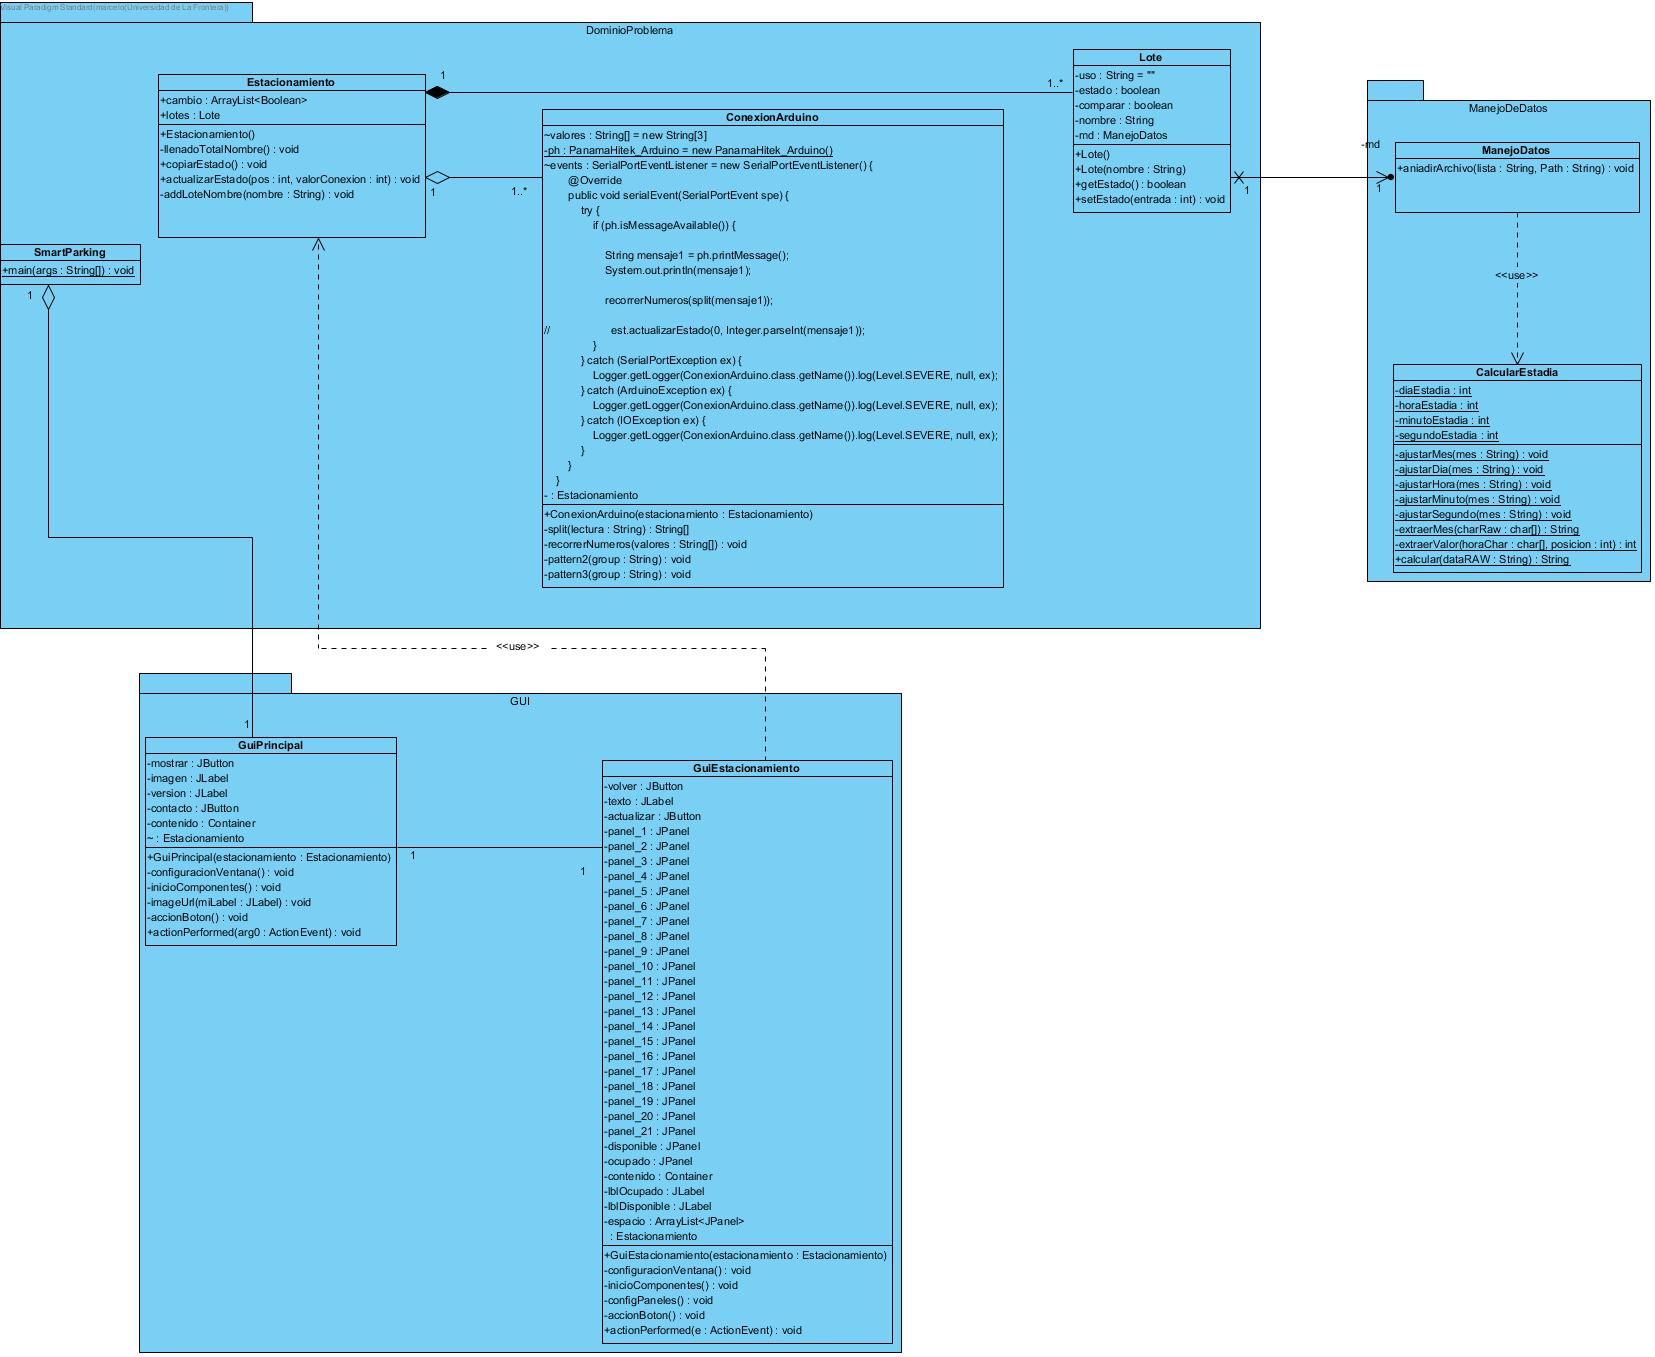 Visual Paradigm Standard(marcelo(Universidad de La Frontera))
DominioProblema
Estacionamiento
+cambio : ArrayList<Boolean>
+lotes : Lote
+Estacionamiento()
-llenadoTotalNombre() : void
+copiarEstado() : void
+actualizarEstado(pos : int, valorConexion : int) : void
-addLoteNombre(nombre : String) : void
1
1..*
1
1..*
ConexionArduino
~valores : String[] = new String[3]
-ph : PanamaHitek_Arduino = new PanamaHitek_Arduino()
~events : SerialPortEventListener = new SerialPortEventListener() {
@Override
public void serialEvent(SerialPortEvent spe) {
try {
if (ph.isMessageAvailable()) {
String mensaje1 = ph.printMessage();
System.out.println(mensaje1);
recorrerNumeros(split(mensaje1));
// est.actualizarEstado(0, Integer.parseInt(mensaje1));
}
} catch (SerialPortException ex) {
Logger.getLogger(ConexionArduino.class.getName()).log(Level.SEVERE, null, ex);
} catch (ArduinoException ex) {
Logger.getLogger(ConexionArduino.class.getName()).log(Level.SEVERE, null, ex);
} catch (IOException ex) {
Logger.getLogger(ConexionArduino.class.getName()).log(Level.SEVERE, null, ex);
}
}
}
- : Estacionamiento
+ConexionArduino(estacionamiento : Estacionamiento)
-split(lectura : String) : String[]
-recorrerNumeros(valores : String[]) : void
-pattern2(group : String) : void
-pattern3(group : String) : void
Lote
-uso : String = ""
-estado : boolean
-comparar : boolean
-nombre : String
-md : ManejoDatos
+Lote()
+Lote(nombre : String)
+getEstado() : boolean
+setEstado(entrada : int) : void
1
-md
1
ManejoDeDatos
ManejoDatos
+aniadirArchivo(lista : String, Path : String) : void
<<use>>
CalcularEstadia
-diaEstadia : int
-horaEstadia : int
-minutoEstadia : int
-segundoEstadia : int
-ajustarMes(mes : String) : void
-ajustarDia(mes : String) : void
-ajustarHora(mes : String) : void
-ajustarMinuto(mes : String) : void
-ajustarSegundo(mes : String) : void
-extraerMes(charRaw : char[]) : String
-extraerValor(horaChar : char[], posicion : int) : int
+calcular(dataRAW : String) : String
SmartParking
+main(args : String[]) : void
1
<<use>>
GUI
1
GuiPrincipal
-mostrar : JButton
-imagen : JLabel
-version : JLabel
-contacto : JButton
-contenido : Container
~ : Estacionamiento
+GuiPrincipal(estacionamiento : Estacionamiento)
-configuracionVentana() : void
-inicioComponentes() : void
-imageUrl(miLabel : JLabel) : void
-accionBoton() : void
+actionPerformed(arg0 : ActionEvent) : void
1
1
GuiEstacionamiento
-volver : JButton
-texto : JLabel
-actualizar : JButton
-panel_1 : JPanel
-panel_2 : JPanel
-panel_3 : JPanel
-panel_4 : JPanel
-panel_5 : JPanel
-panel_6 : JPanel
-panel_7 : JPanel
-panel_8 : JPanel
-panel_9 : JPanel
-panel_10 : JPanel
-panel_11 : JPanel
-panel_12 : JPanel
-panel_13 : JPanel
-panel_14 : JPanel
-panel_15 : JPanel
-panel_16 : JPanel
-panel_17 : JPanel
-panel_18 : JPanel
-panel_19 : JPanel
-panel_20 : JPanel
-panel_21 : JPanel
-disponible : JPanel
-ocupado : JPanel
-contenido : Container
-lblOcupado : JLabel
-lblDisponible : JLabel
-espacio : ArrayList<JPanel>
: Estacionamiento
+GuiEstacionamiento(estacionamiento : Estacionamiento)
-configuracionVentana() : void
-inicioComponentes() : void
-configPaneles() : void
-accionBoton() : void
+actionPerformed(e : ActionEvent) : void